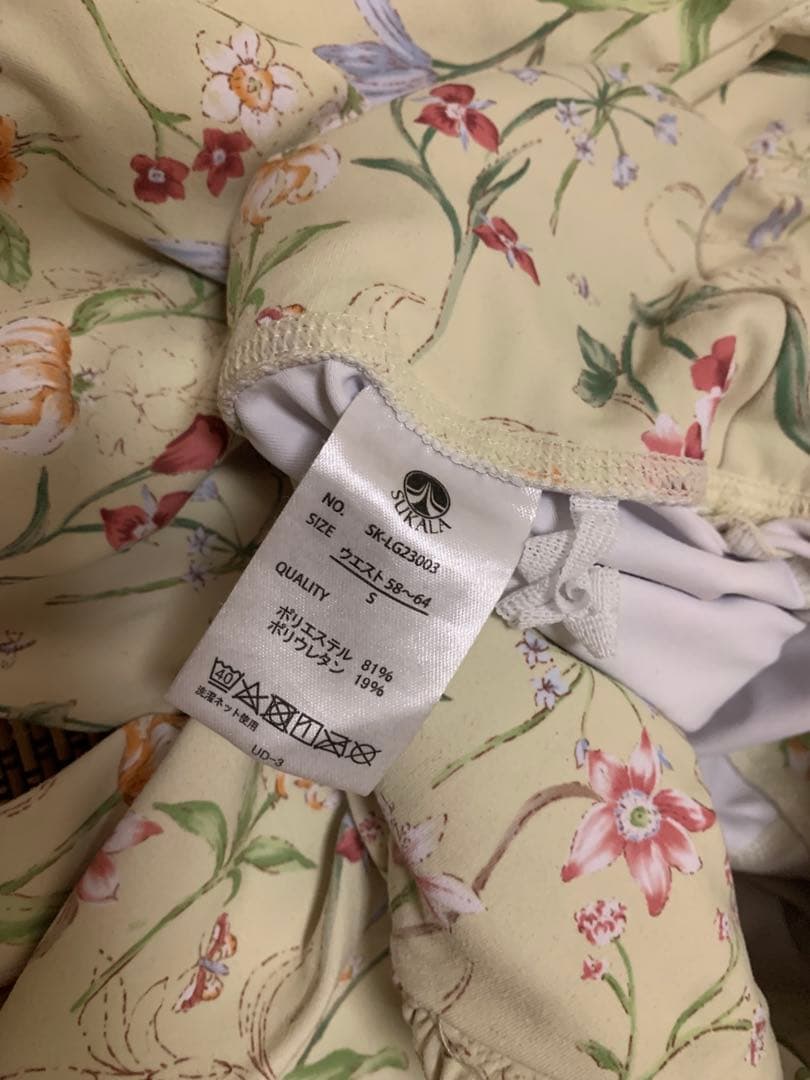 SUKALA
NO. SK-LG23003
SIZE ウエスト 58～64
S
QUALITY
ポリエステル 81%
ポリウレタン 19%
40
洗濯ネット使用
UD-3